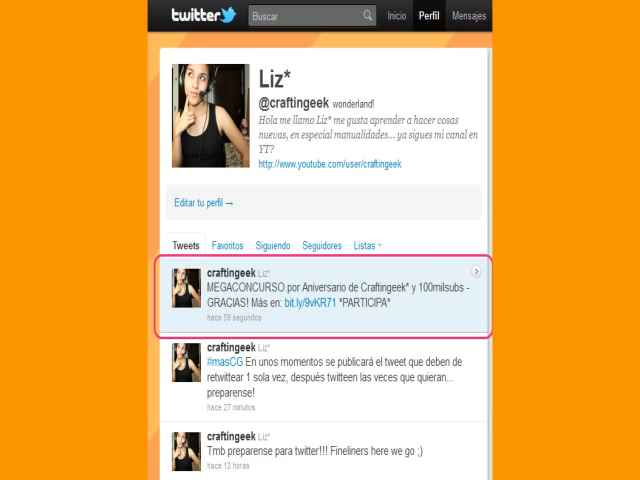 twitter Buscar Inicio Perfil Mensajes
Liz*
@craftingeek wonderland!
Hola me llamo Liz* me gusta aprender a hacer cosas
nuevas, en especial manualidades... ya sigues mi canal en
YT?
http://www.youtube.com/user/craftingeek
Editar tu perfil →
Tweets Favoritos Siguiendo Seguidores Listas
craftingeek Liz*
MEGACONCURSO por Aniversario de Craftingeek* y 100milsubs -
GRACIAS! Más en: bit.ly/9vKR71 *PARTICIPA*
hace 59 segundos
craftingeek Liz*
#masCG En unos momentos se publicará el tweet que deben de
retwittear 1 sola vez, después twitteen las veces que quieran...
preparense!
hace 27 minutos
craftingeek Liz*
Tmb preparense para twitter!!! Fineliners here we go ;)
hace 12 horas